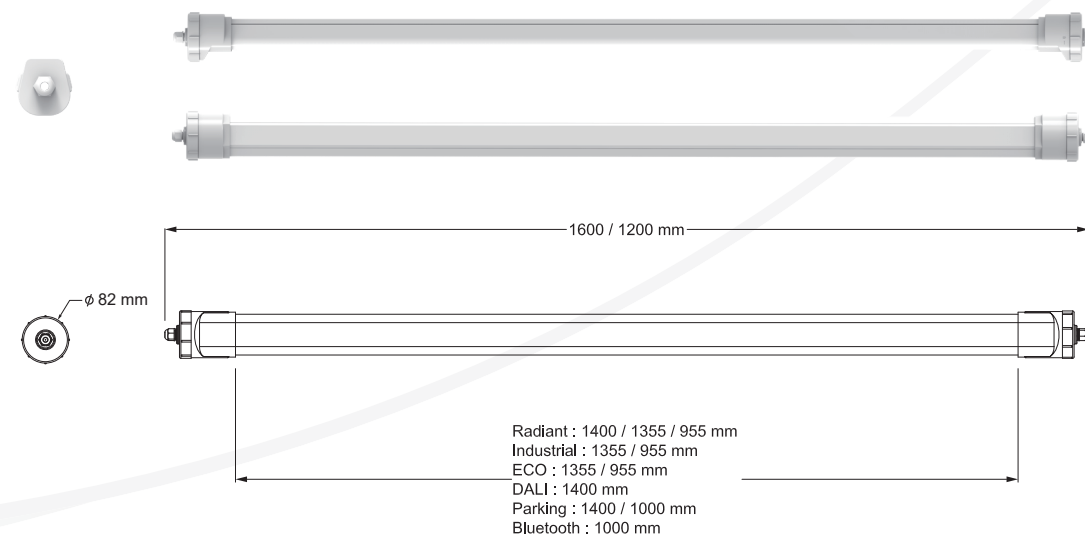 1600 / 1200 mm
ϕ 82 mm
Radiant : 1400 / 1355 / 955 mm
Industrial : 1355 / 955 mm
ECO : 1355 / 955 mm
DALI : 1400 mm
Parking : 1400 / 1000 mm
Bluetooth : 1000 mm